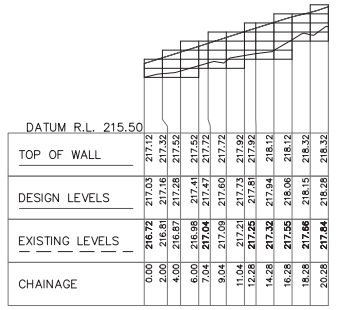 DATUM R.L. 215.50
TOP OF WALL 217.12 217.32 217.52 217.52 217.72 217.72 217.92 217.92 218.12 218.12 218.32 218.32
DESIGN LEVELS 217.03 217.16 217.28 217.41 217.47 217.60 217.73 217.81 217.94 218.06 218.15 218.28
EXISTING LEVELS 216.72 216.81 216.87 216.98 217.04 217.09 217.21 217.25 217.32 217.55 217.66 217.84
CHAINAGE 0.00 2.00 4.00 6.00 7.04 9.04 11.04 12.28 14.28 16.28 18.28 20.28